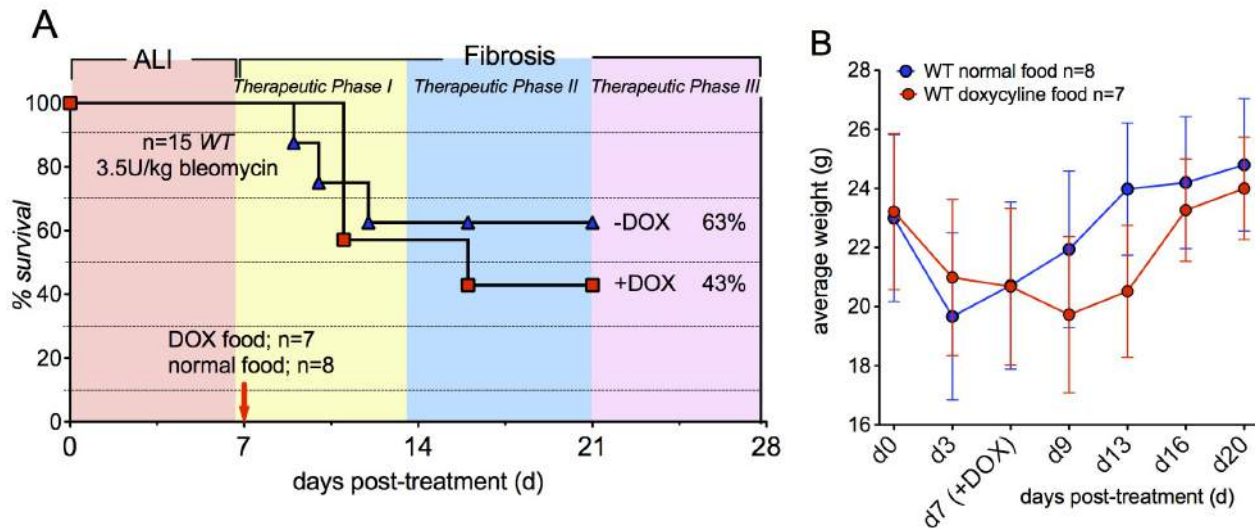 A
ALI
Fibrosis
Therapeutic Phase I
Therapeutic Phase II
Therapeutic Phase III
100
80
60
40
20
0
% survival
n=15 WT
3.5U/kg bleomycin
-DOX 63%
+DOX 43%
DOX food; n=7
normal food; n=8
0
7
14
21
28
days post-treatment (d)
B
WT normal food n=8
WT doxycyline food n=7
28
26
24
22
20
18
16
average weight (g)
d0
d3
d7 (+DOX)
d9
d13
d16
d20
days post-treatment (d)